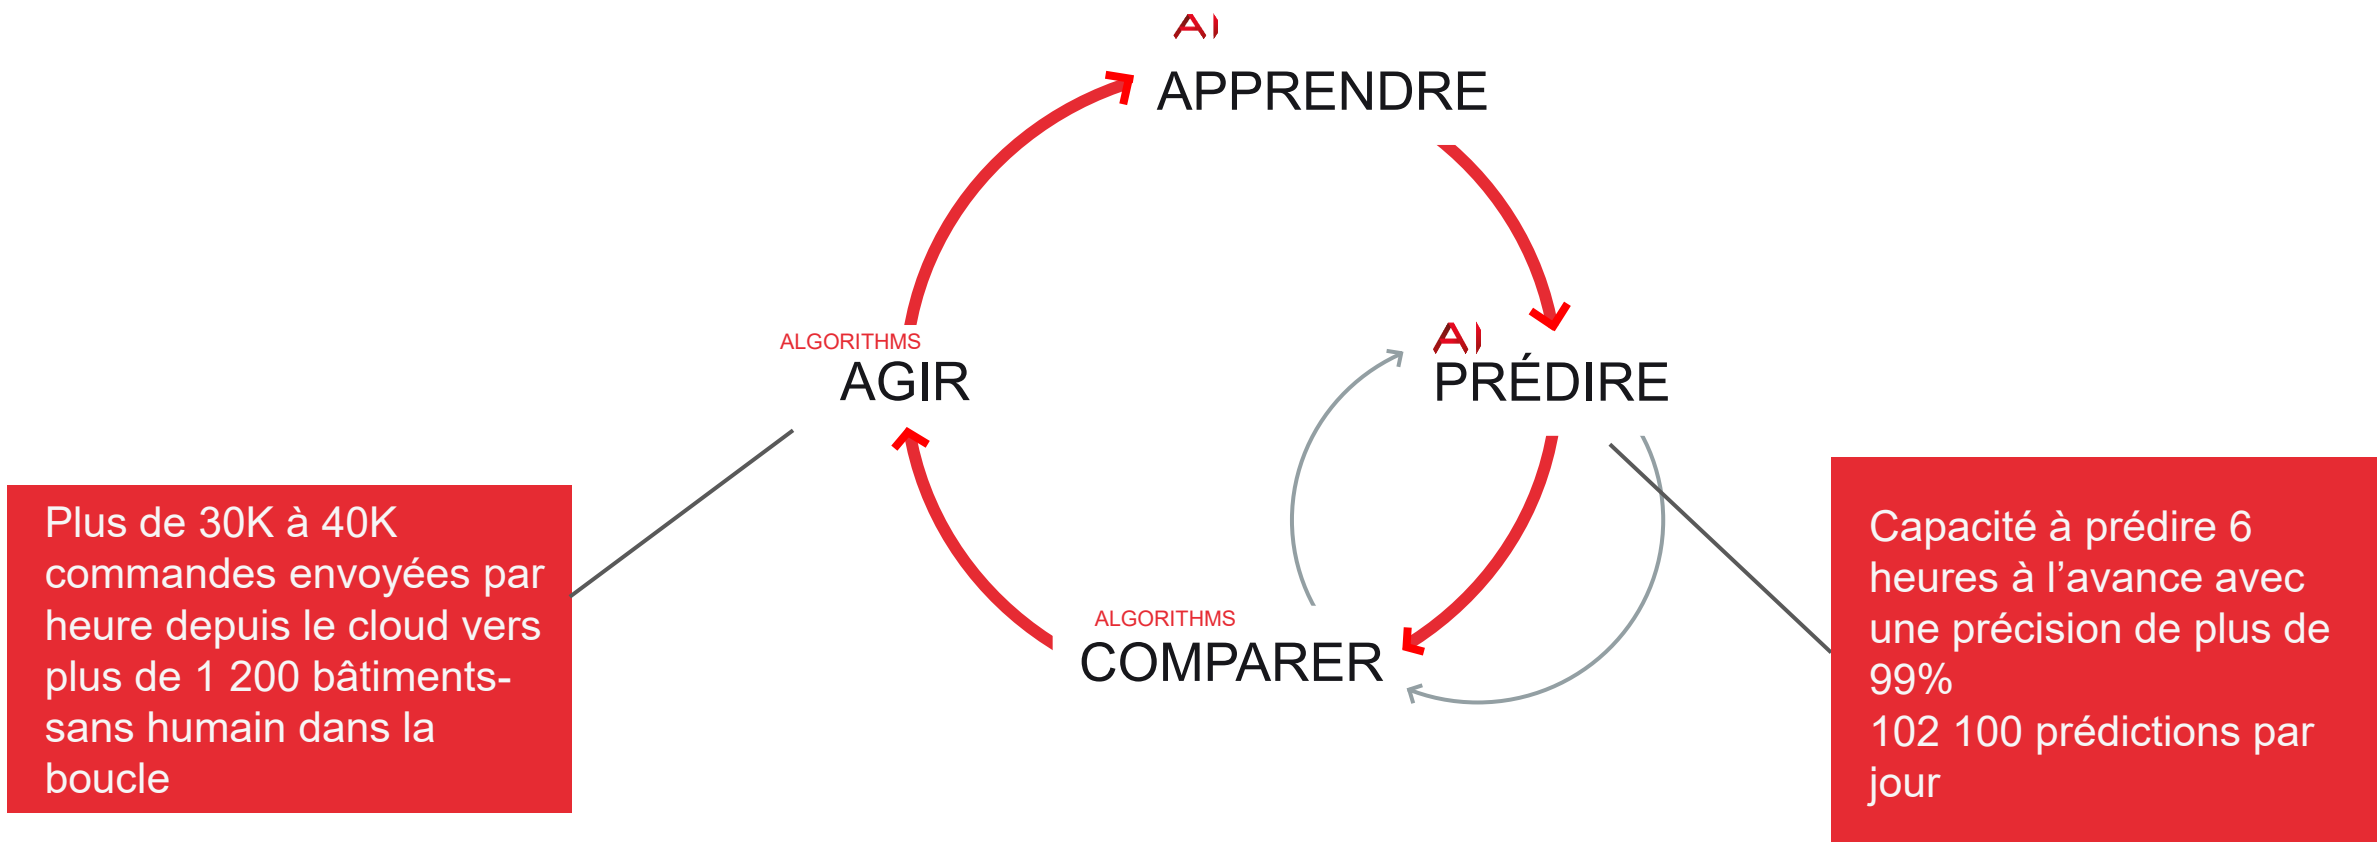 AI
APPRENDRE
ALGORITHMS
AGIR
AI
PRÉDIRE
ALGORITHMS
COMPARER
Plus de 30K à 40K
commandes envoyées par
heure depuis le cloud vers
plus de 1 200 bâtiments-
sans humain dans la
boucle
Capacité à prédire 6
heures à l’avance avec
une précision de plus de
99%
102 100 prédictions par
jour